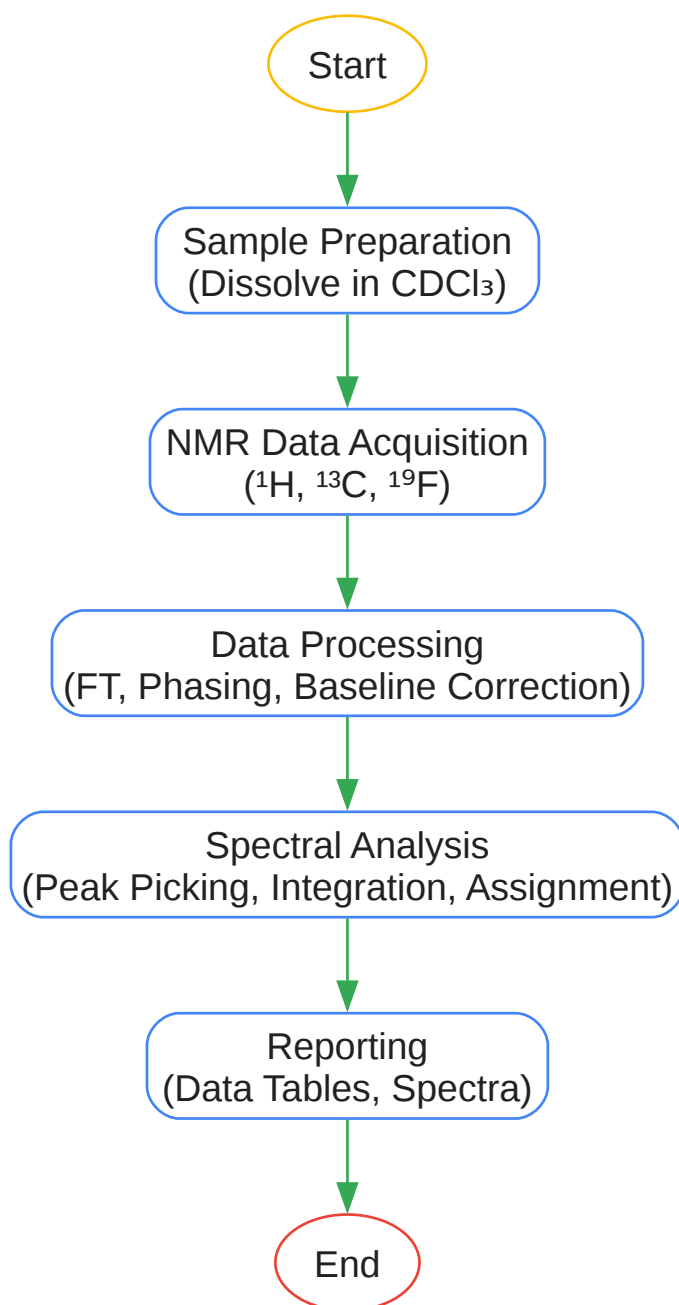 Start
Sample Preparation
(Dissolve in CDCl₃)
NMR Data Acquisition
(¹H, ¹³C, ¹⁹F)
Data Processing
(FT, Phasing, Baseline Correction)
Spectral Analysis
(Peak Picking, Integration, Assignment)
Reporting
(Data Tables, Spectra)
End